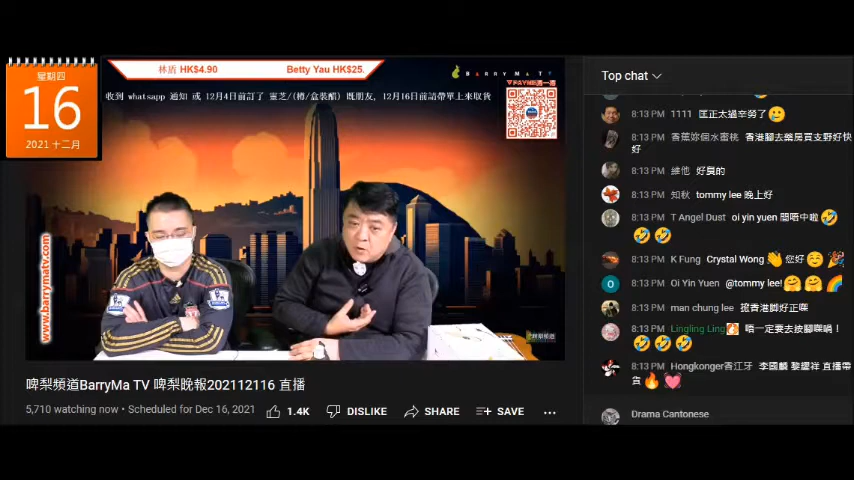 星期四
16
2021 十二月
林盾 HK$4.90
Betty Yau HK$25.
BARRYMATV
收到 whatsapp 通知 或 12月4日前訂了 靈芝/(樽/盒裝醋) 既朋友, 12月16日前請帶單上來取貨
www.barrymatv.com
啤梨頻道
啤梨頻道BarryMa TV 啤梨晚報202112116 直播
5,710 watching now • Scheduled for Dec 16, 2021
1.4K
DISLIKE
SHARE
SAVE
Top chat
8:13 PM 1111 匡正太過辛勞了🥲
8:13 PM 香蕉妳個水蜜桃 香港腳去藥房買支野好快
好
8:13 PM 維他 好臭的
8:13 PM 知秋 tommy lee 晚上好
8:13 PM T Angel Dust oi yin yuen 問唔中啦🤣
🤣🤣
8:13 PM K Fung Crystal Wong👋您好☺️🎉
8:13 PM Oi Yin Yuen @tommy lee!🤗🤗🌈
8:13 PM man chung lee 搲香港腳好正㗎
8:13 PM Lingling Ling 唔一定要去按腳㗎喎！
🤣🤣🤣
8:13 PM Hongkonger香江牙 李國麟 黎耀祥 直播帶
貨🔥💓
Drama Cantonese